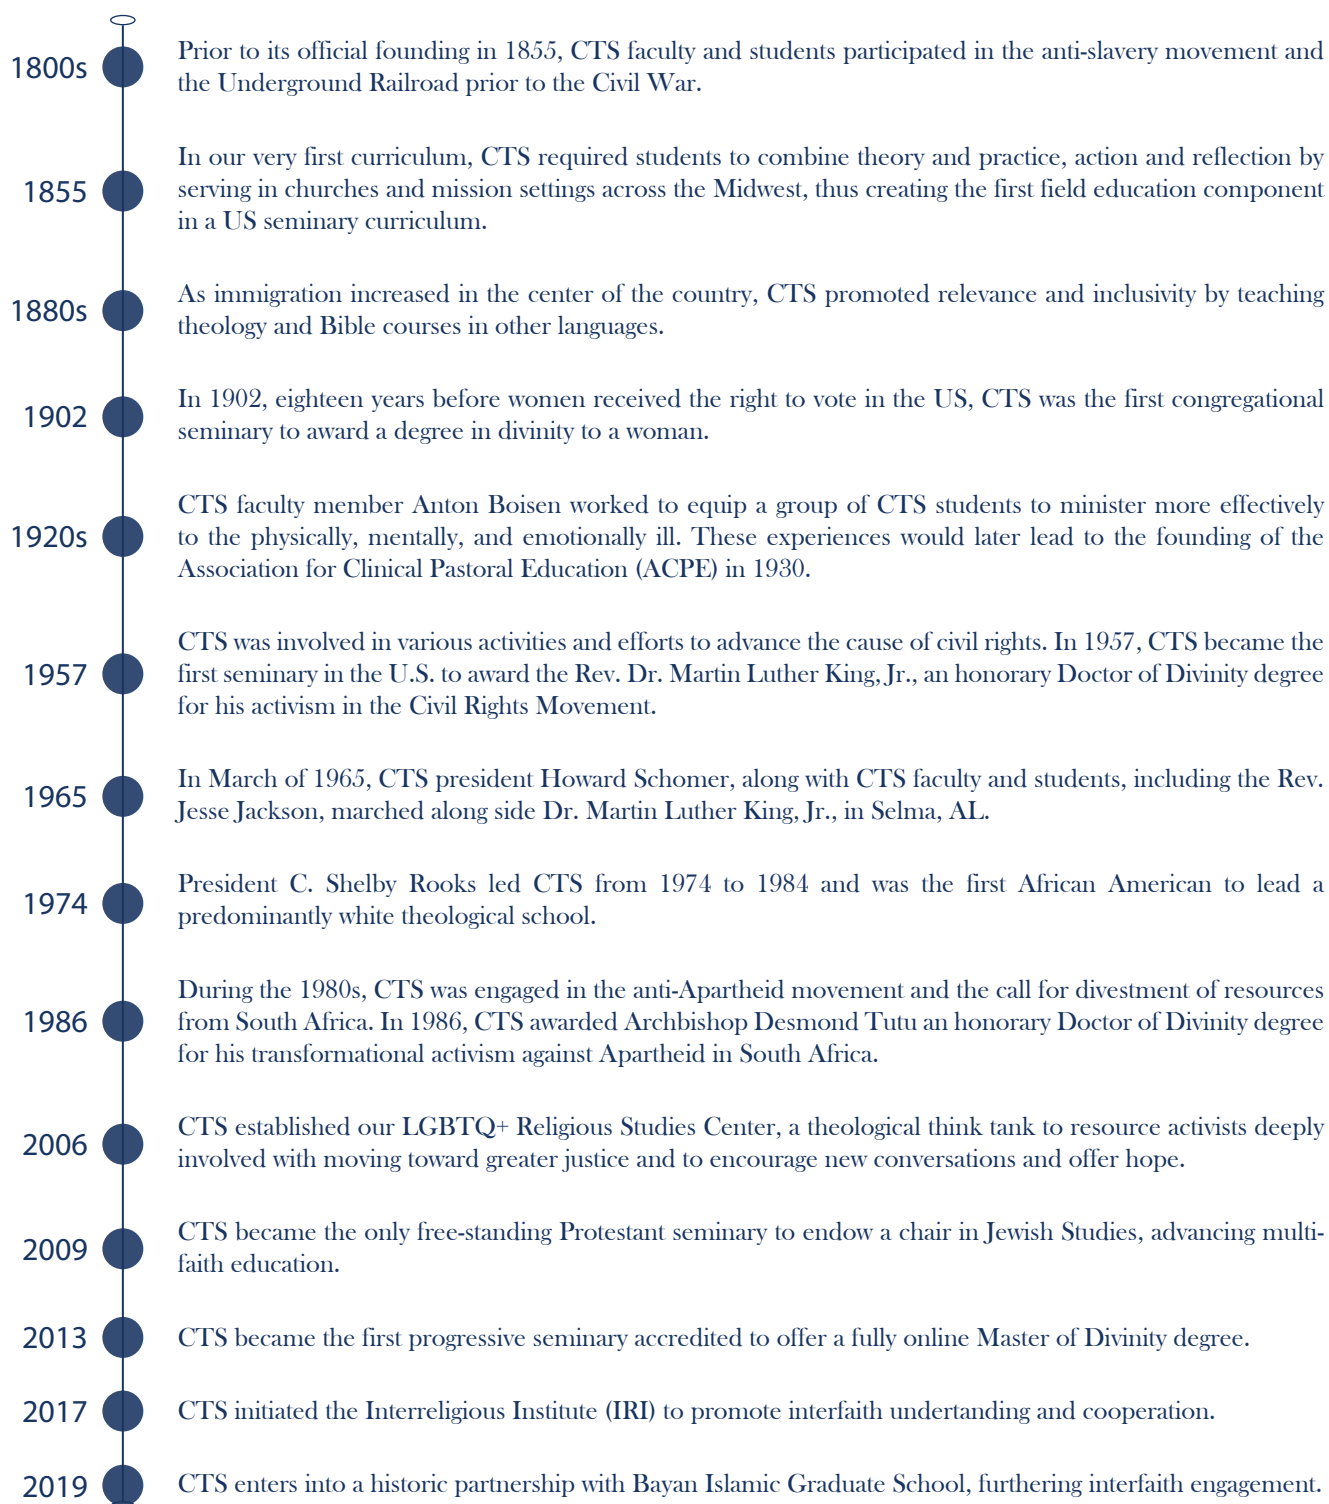 1800s
Prior to its official founding in 1855, CTS faculty and students participated in the anti-slavery movement and
the Underground Railroad prior to the Civil War.
1855
In our very first curriculum, CTS required students to combine theory and practice, action and reflection by
serving in churches and mission settings across the Midwest, thus creating the first field education component
in a US seminary curriculum.
1880s
As immigration increased in the center of the country, CTS promoted relevance and inclusivity by teaching
theology and Bible courses in other languages.
1902
In 1902, eighteen years before women received the right to vote in the US, CTS was the first congregational
seminary to award a degree in divinity to a woman.
1920s
CTS faculty member Anton Boisen worked to equip a group of CTS students to minister more effectively
to the physically, mentally, and emotionally ill. These experiences would later lead to the founding of the
Association for Clinical Pastoral Education (ACPE) in 1930.
1957
CTS was involved in various activities and efforts to advance the cause of civil rights. In 1957, CTS became the
first seminary in the U.S. to award the Rev. Dr. Martin Luther King, Jr., an honorary Doctor of Divinity degree
for his activism in the Civil Rights Movement.
1965
In March of 1965, CTS president Howard Schomer, along with CTS faculty and students, including the Rev.
Jesse Jackson, marched along side Dr. Martin Luther King, Jr., in Selma, AL.
1974
President C. Shelby Rooks led CTS from 1974 to 1984 and was the first African American to lead a
predominantly white theological school.
1986
During the 1980s, CTS was engaged in the anti-Apartheid movement and the call for divestment of resources
from South Africa. In 1986, CTS awarded Archbishop Desmond Tutu an honorary Doctor of Divinity degree
for his transformational activism against Apartheid in South Africa.
2006
CTS established our LGBTQ+ Religious Studies Center, a theological think tank to resource activists deeply
involved with moving toward greater justice and to encourage new conversations and offer hope.
2009
CTS became the only free-standing Protestant seminary to endow a chair in Jewish Studies, advancing multi-
faith education.
2013
CTS became the first progressive seminary accredited to offer a fully online Master of Divinity degree.
2017
CTS initiated the Interreligious Institute (IRI) to promote interfaith undertanding and cooperation.
2019
CTS enters into a historic partnership with Bayan Islamic Graduate School, furthering interfaith engagement.